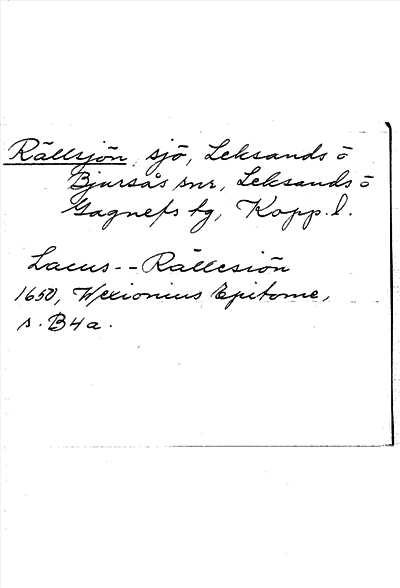 Rällsjön, sjö, Leksands o
Bjursås snr, Leksands o
Gagnefs tg, Kopp. l.
Lacus -- Rällesiön
1650, Wexionius Epitome,
s. B4a.